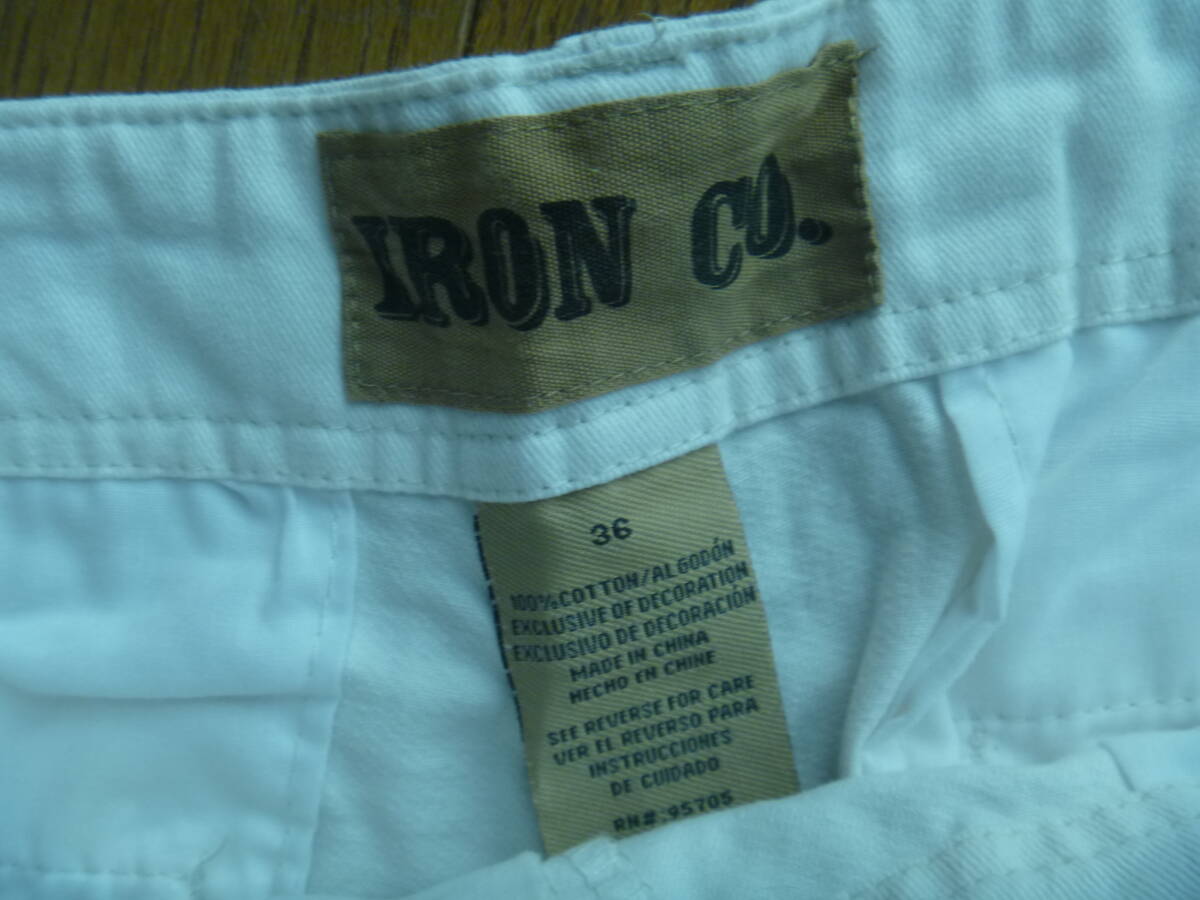 IRON CO.
36
100%COTTON/ALGODÓN
EXCLUSIVE OF DECORATION
EXCLUSIVO DE DECORACIÓN
MADE IN CHINA
HECHO EN CHINE
SEE REVERSE FOR CARE
VER EL REVERSO PARA
INSTRUCCIONES
DE CUIDADO
RN#:95705